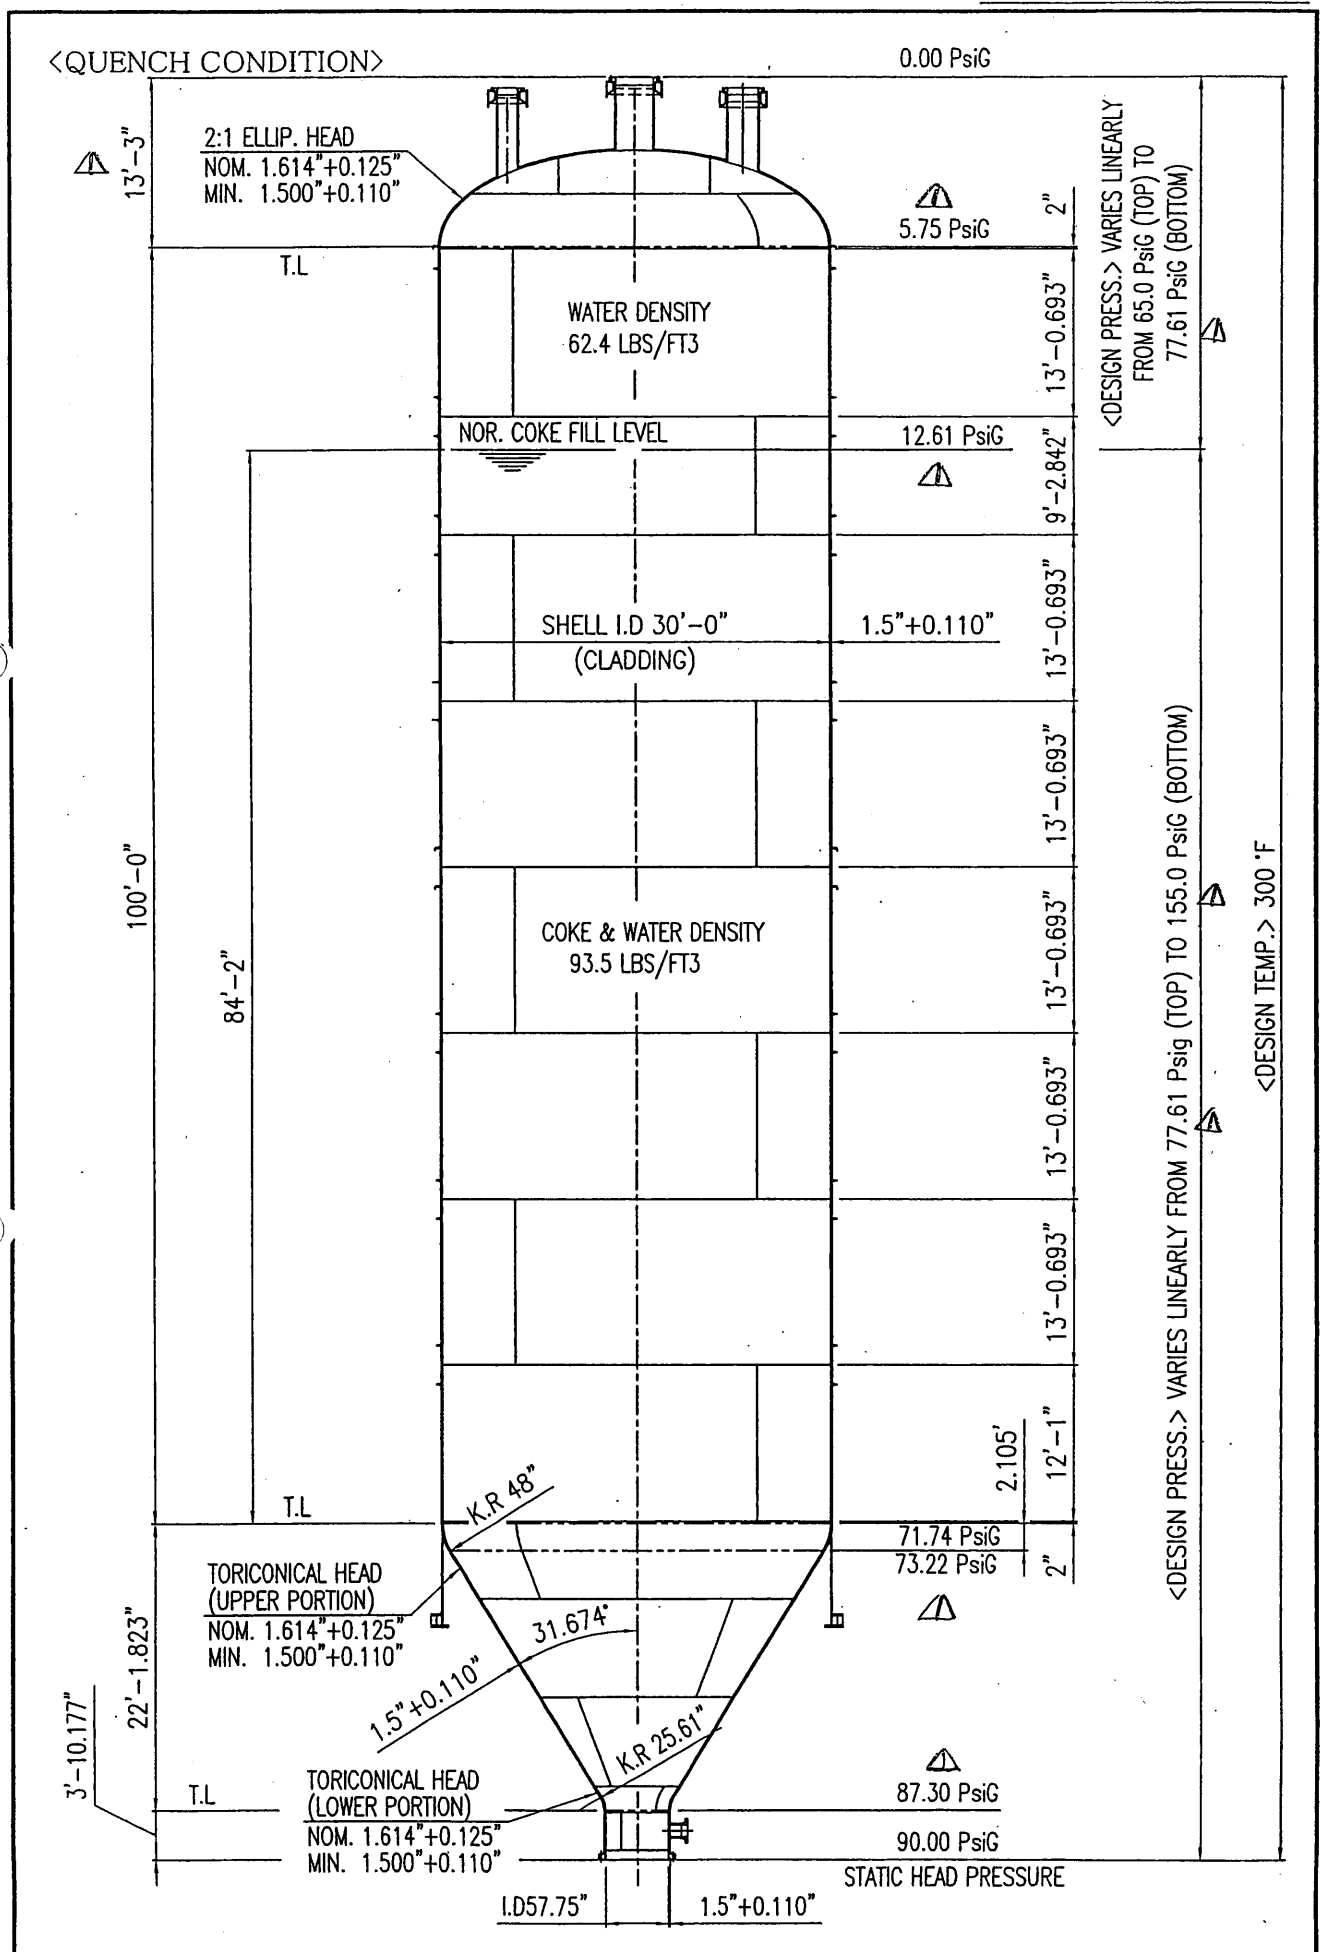 <QUENCH CONDITION>
0.00 PsiG
13'-3"
2:1 ELLIP. HEAD
NOM. 1.614"+0.125"
MIN. 1.500"+0.110"
5.75 PsiG
2"
<DESIGN PRESS.> VARIES LINEARLY
FROM 65.0 PsiG (TOP) TO
77.61 PsiG (BOTTOM)
T.L
WATER DENSITY
62.4 LBS/FT3
13'-0.693"
NOR. COKE FILL LEVEL
12.61 PsiG
9'-2.842"
SHELL I.D 30'-0"
(CLADDING)
1.5"+0.110"
13'-0.693"
13'-0.693"
100'-0"
84'-2"
COKE & WATER DENSITY
93.5 LBS/FT3
13'-0.693"
13'-0.693"
13'-0.693"
<DESIGN PRESS.> VARIES LINEARLY FROM 77.61 Psig (TOP) TO 155.0 PsiG (BOTTOM)
<DESIGN TEMP.> 300 °F
12'-1"
2.105'
K.R 48"
T.L
71.74 PsiG
73.22 PsiG
2"
TORICONICAL HEAD
(UPPER PORTION)
NOM. 1.614"+0.125"
MIN. 1.500"+0.110"
31.674°
1.5"+0.110"
22'-1.823"
3'-10.177"
K.R 25.61"
T.L
TORICONICAL HEAD
(LOWER PORTION)
NOM. 1.614"+0.125"
MIN. 1.500"+0.110"
87.30 PsiG
90.00 PsiG
STATIC HEAD PRESSURE
I.D57.75"
1.5"+0.110"